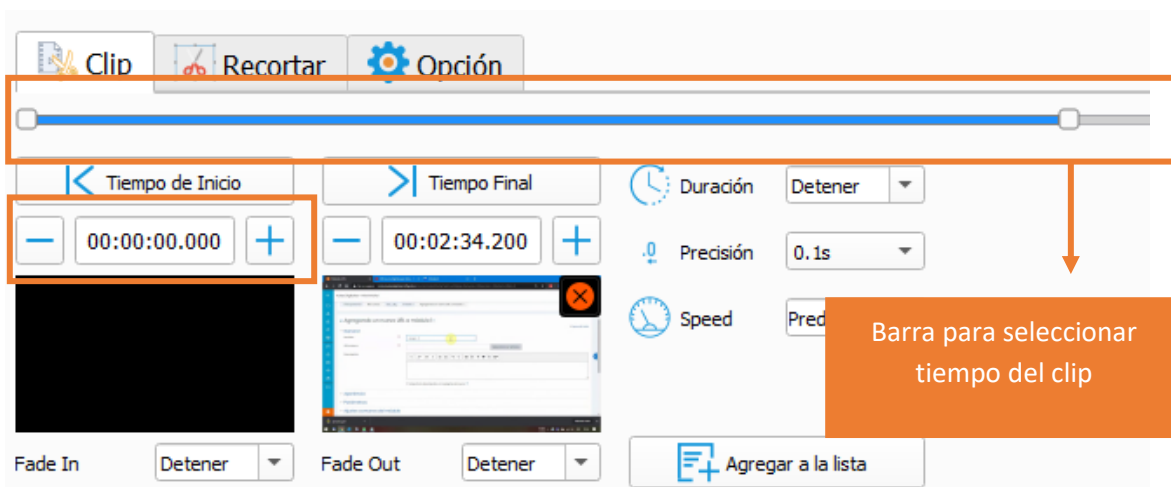 Clip Recortar Opción
Tiempo de Inicio Tiempo Final Duración Detener
00:00:00.000 00:02:34.200 .0 Precisión 0.1s
Speed Pred
Barra para seleccionar
tiempo del clip
Fade In Detener Fade Out Detener Agregar a la lista